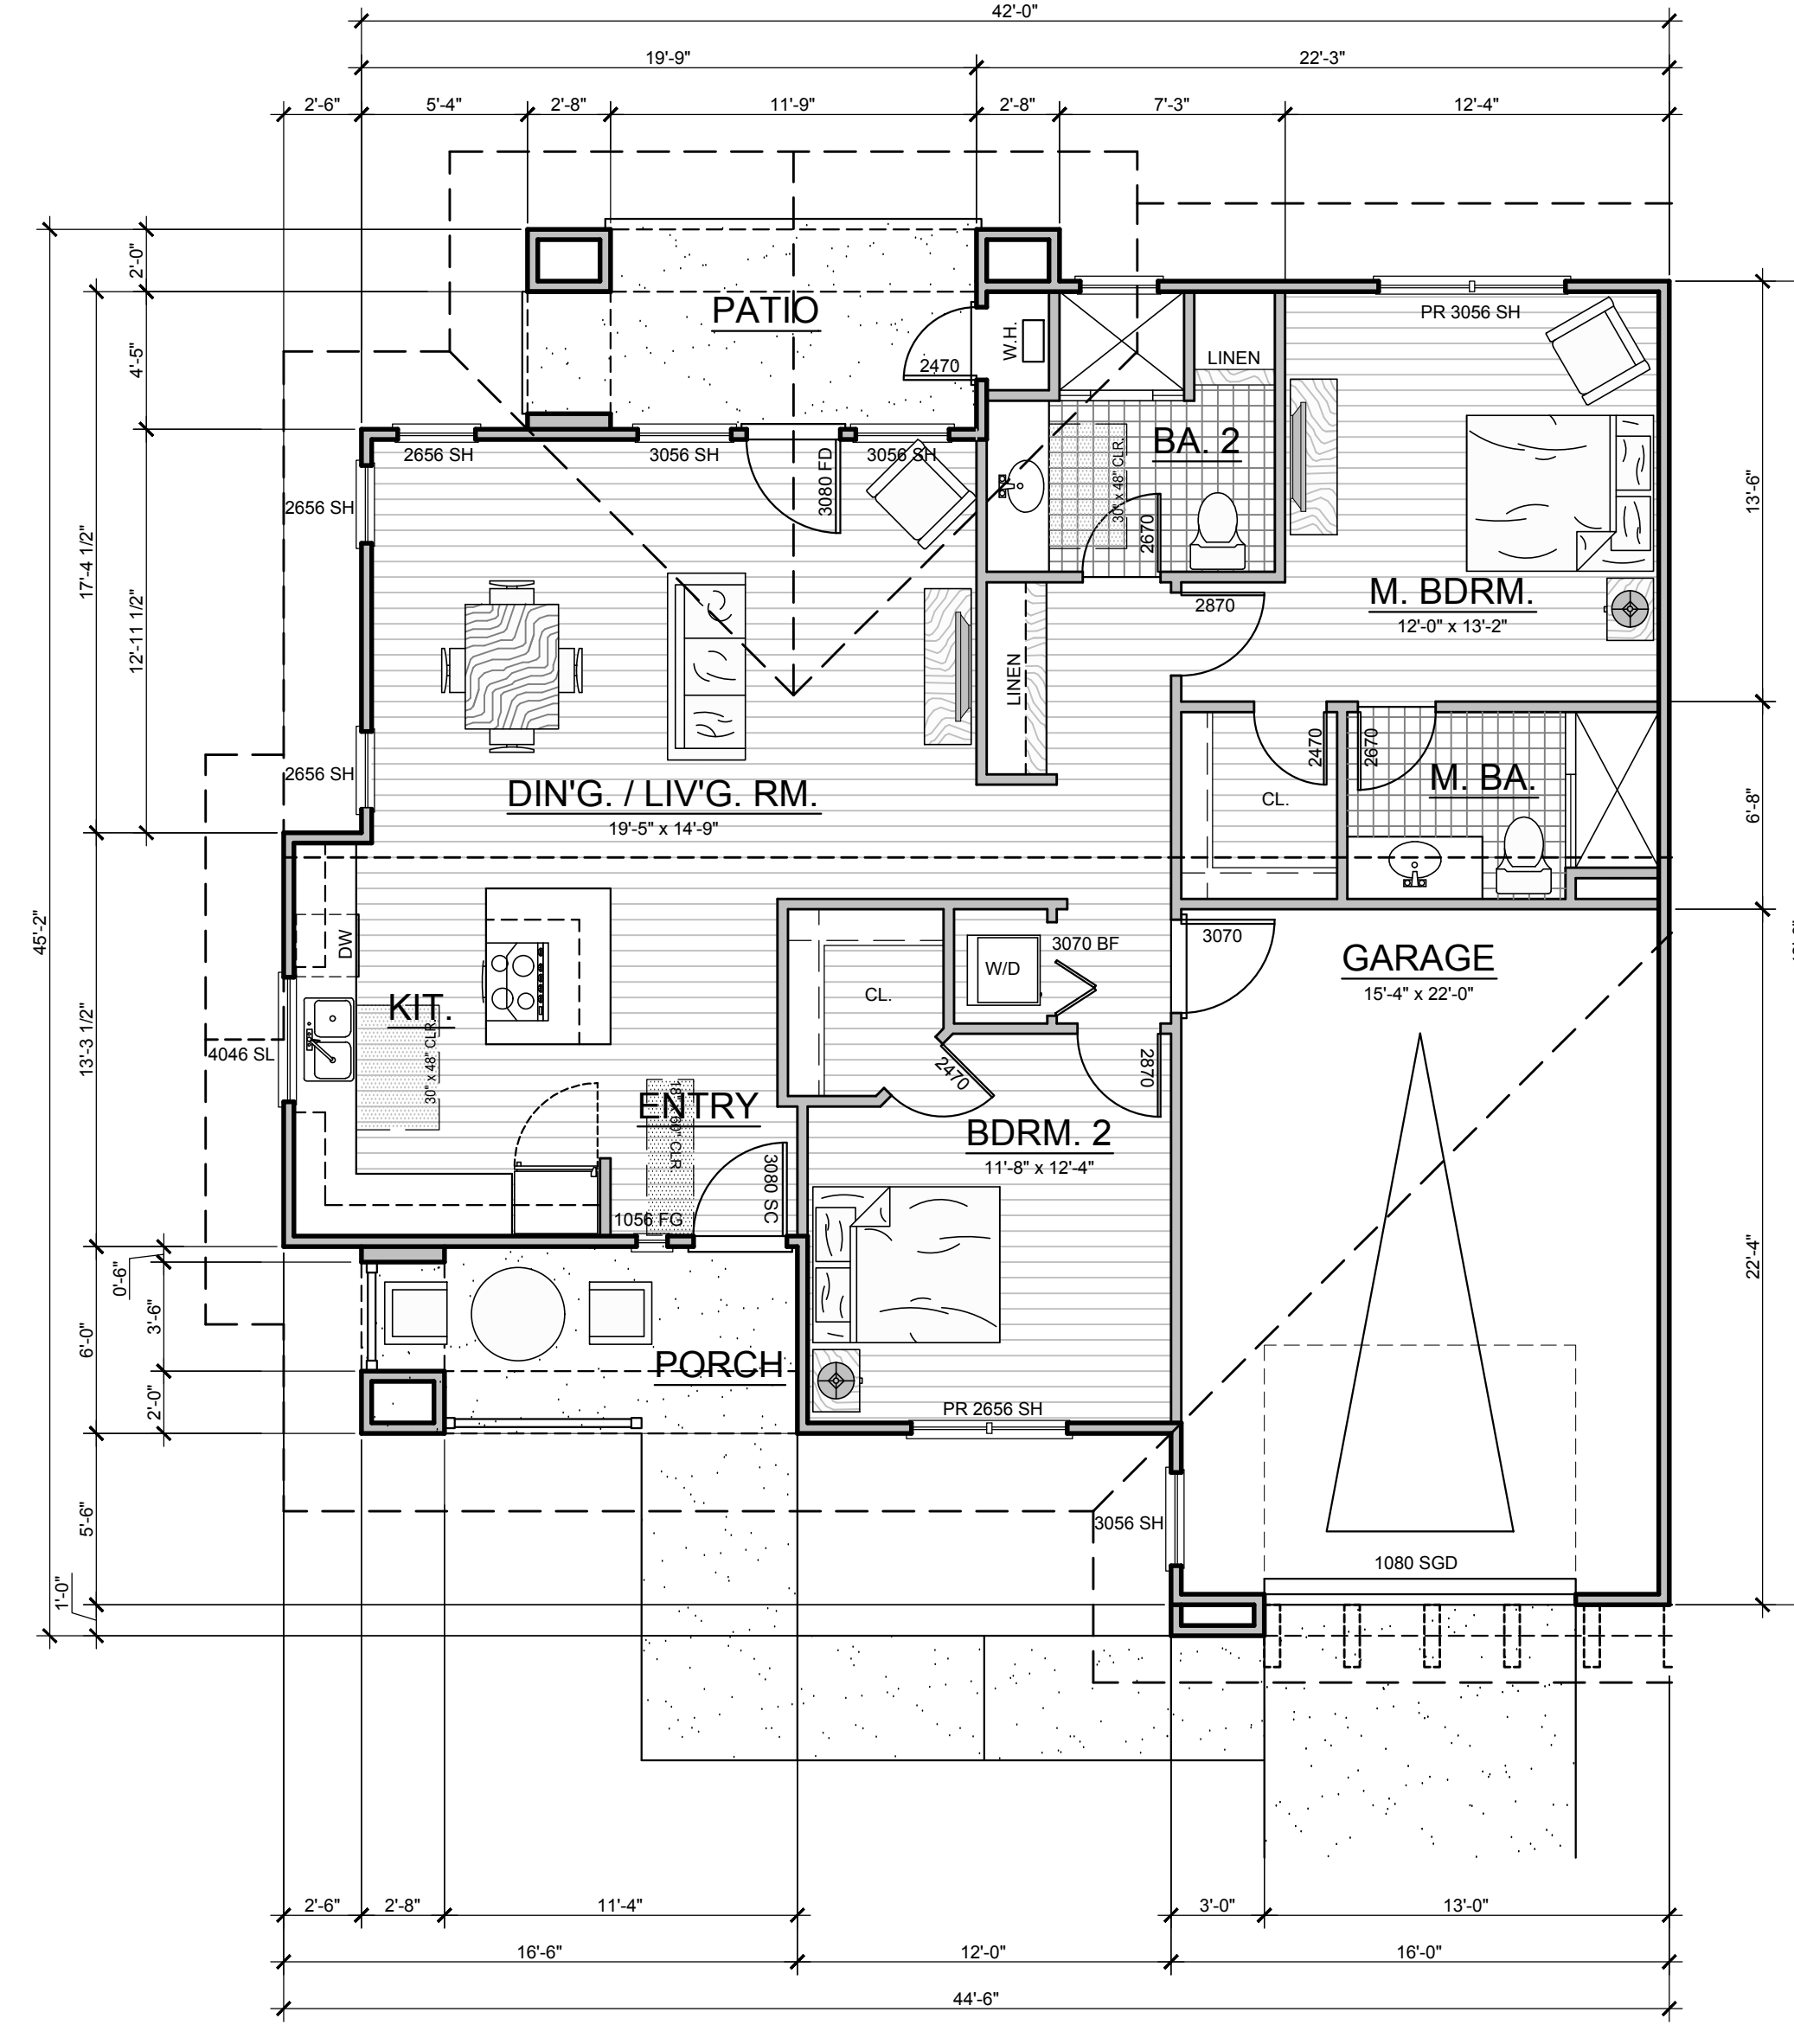 42'-0"
19'-9" 22'-3"
2'-6" 5'-4" 2'-8" 11'-9" 2'-8" 7'-3" 12'-4"
2'-0"
PATIO
PR 3056 SH
W.H.
4'-5"
LINEN
2470
BA. 2
2656 SH 3056 SH 3056 SH
3080 FD
30" x 48" CLR.
13'-6"
2656 SH
2670
17'-4 1/2"
12'-11 1/2"
M. BDRM.
12'-0" x 13'-2"
2870
LINEN
2470
2670
2656 SH
M. BA.
DIN'G. / LIV'G. RM.
19'-5" x 14'-9"
CL.
6'-8"
45'-2"
DW
3070 BF
3070
GARAGE
15'-4" x 22'-0"
W/D
CL.
KIT.
30" x 48" CLR.
4046 SL
13'-3 1/2"
2470
2870
ENTRY
BDRM. 2
11'-8" x 12'-4"
3080 SC
1056 FG
22'-4"
0'-6"
3'-6"
6'-0"
PORCH
2'-0"
PR 2656 SH
5'-6"
3056 SH
1080 SGD
1'-0"
2'-6" 2'-8" 11'-4" 3'-0" 13'-0"
16'-6" 12'-0" 16'-0"
44'-6"